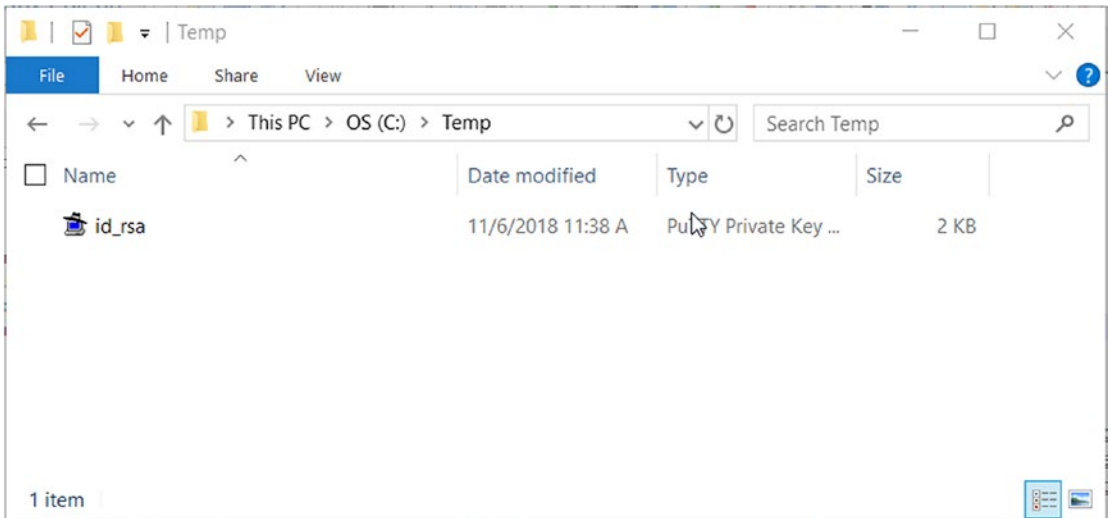 Temp
File Home Share View
This PC > OS (C:) > Temp Search Temp
Name Date modified Type Size
id_rsa 11/6/2018 11:38 A PuTTY Private Key ... 2 KB
1 item